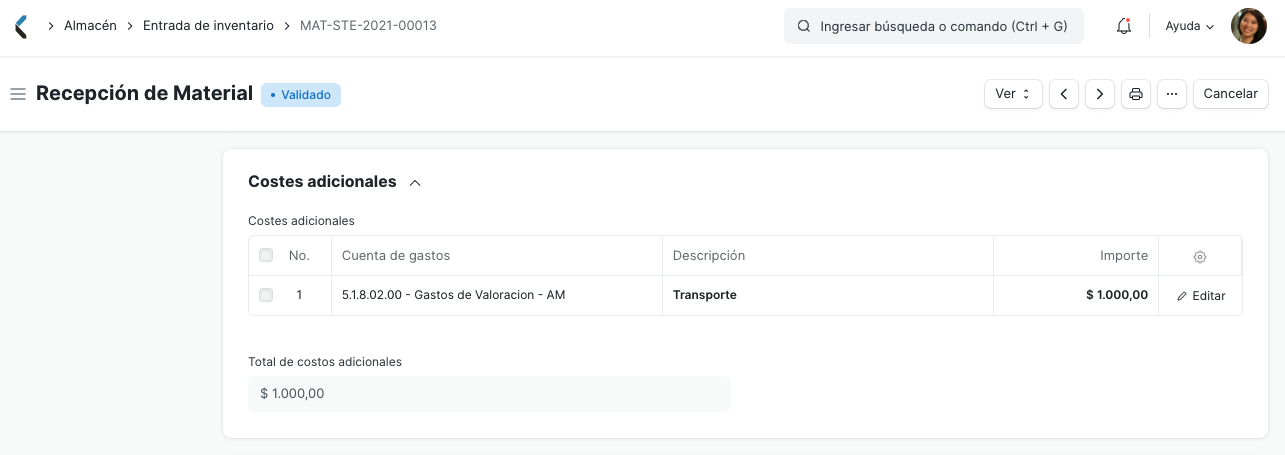 Almacén
Entrada de inventario
MAT-STE-2021-00013
Ingresar búsqueda o comando (Ctrl + G)
Ayuda
Recepción de Material
Validado
Ver
Cancelar
Costes adicionales
Costes adicionales
No. Cuenta de gastos Descripción Importe
1 5.1.8.02.00 - Gastos de Valoracion - AM Transporte $ 1.000,00 Editar
Total de costos adicionales
$ 1.000,00